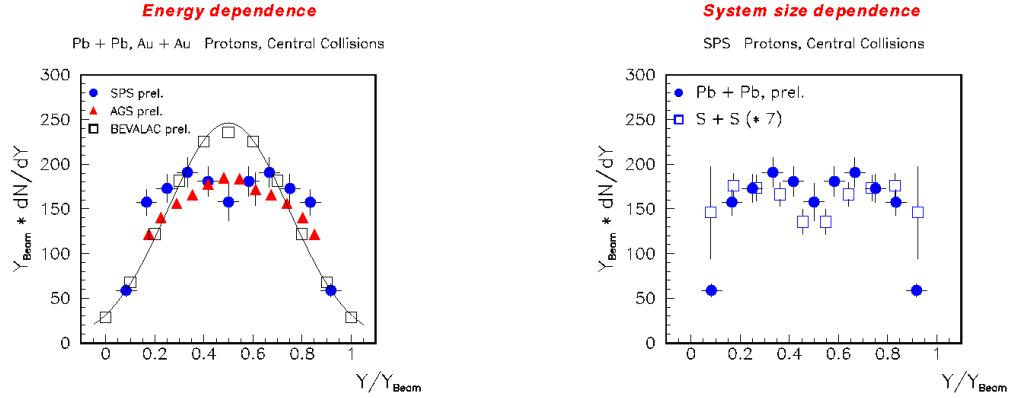 Energy dependence
Pb + Pb, Au + Au Protons, Central Collisions
Y_Beam * dN/dY
300
250
200
150
100
50
0
SPS prel.
AGS prel.
BEVALAC prel.
0 0.2 0.4 0.6 0.8 1
Y/Y_Beam
System size dependence
SPS Protons, Central Collisions
Y_Beam * dN/dY
300
250
200
150
100
50
0
Pb + Pb, prel.
S + S (* 7)
0 0.2 0.4 0.6 0.8 1
Y/Y_Beam